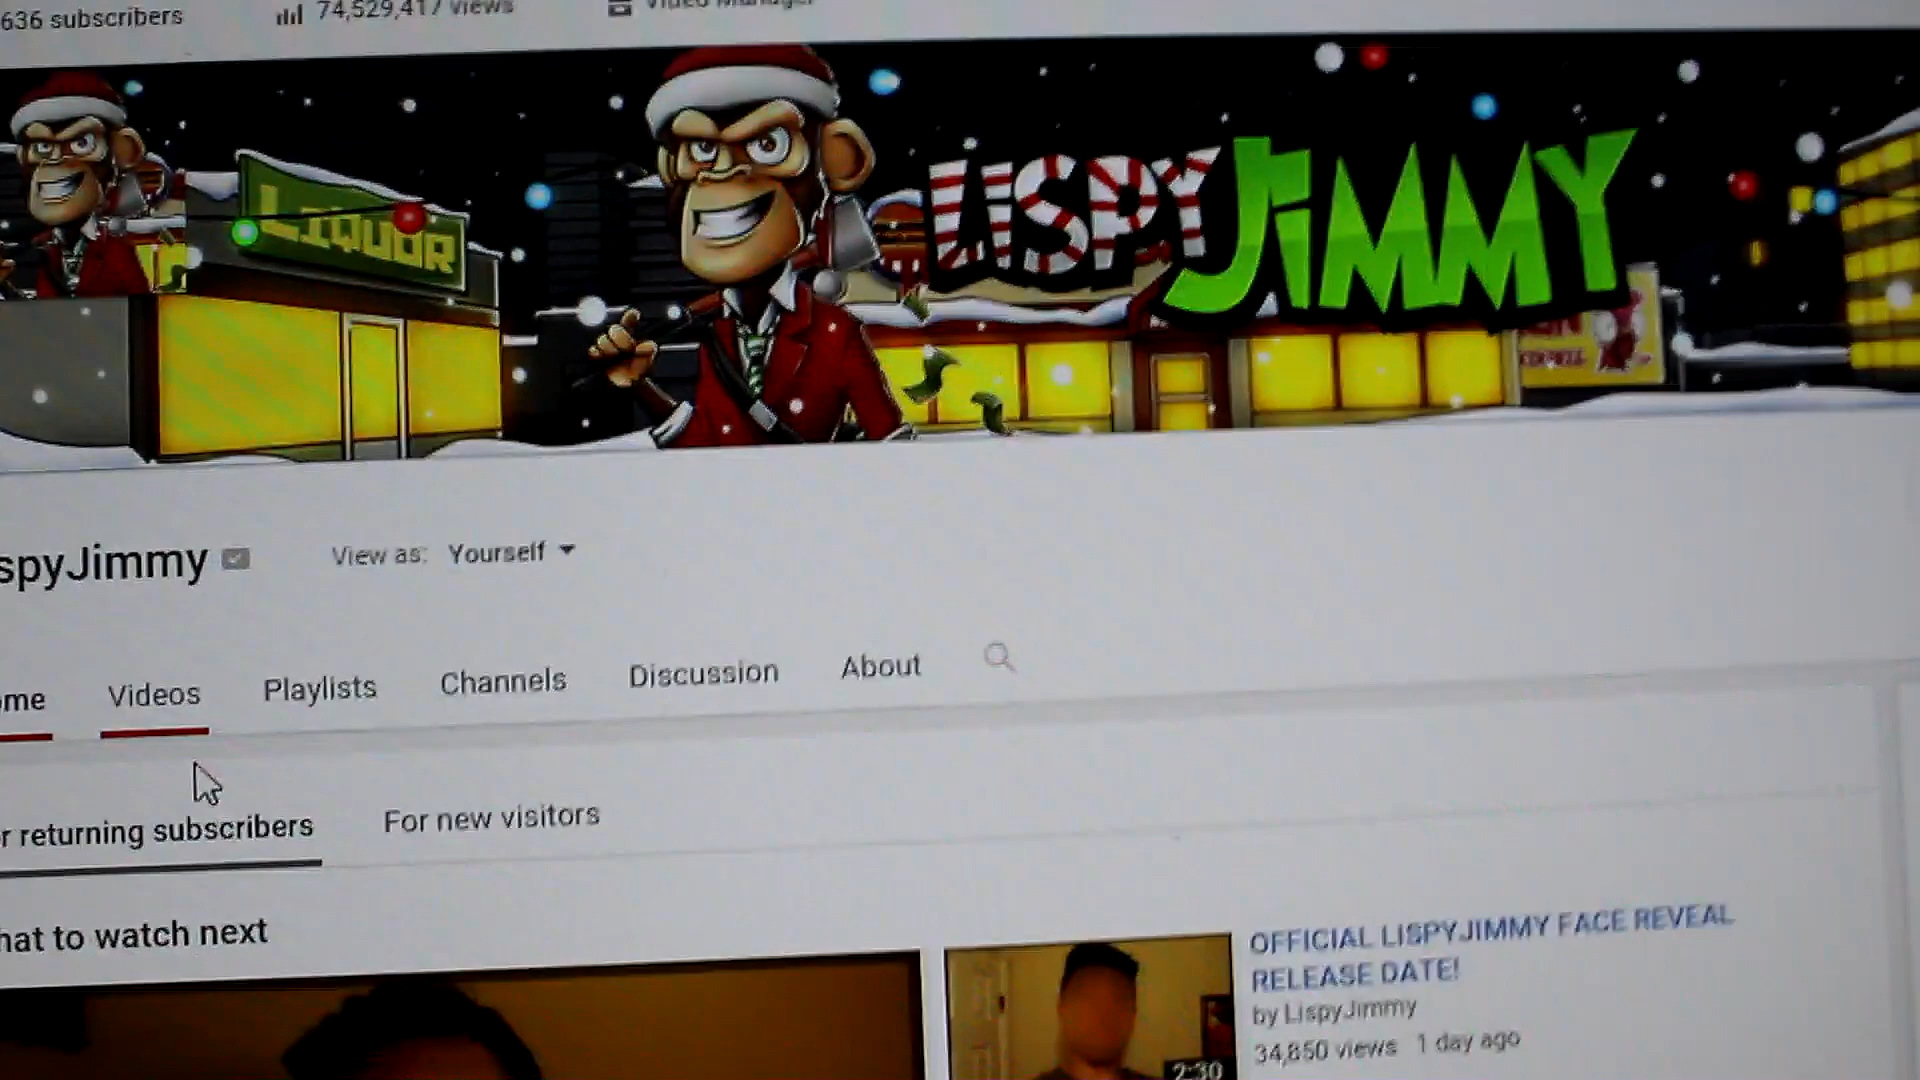 636 subscribers
74,529,417 views
Video Manager
LIQUOR
LISPYJIMMY
spyJimmy
View as: Yourself
me
Videos
Playlists
Channels
Discussion
About
r returning subscribers
For new visitors
hat to watch next
OFFICIAL LISPYJIMMY FACE REVEAL
RELEASE DATE!
by LispyJimmy
34,850 views 1 day ago
2:30